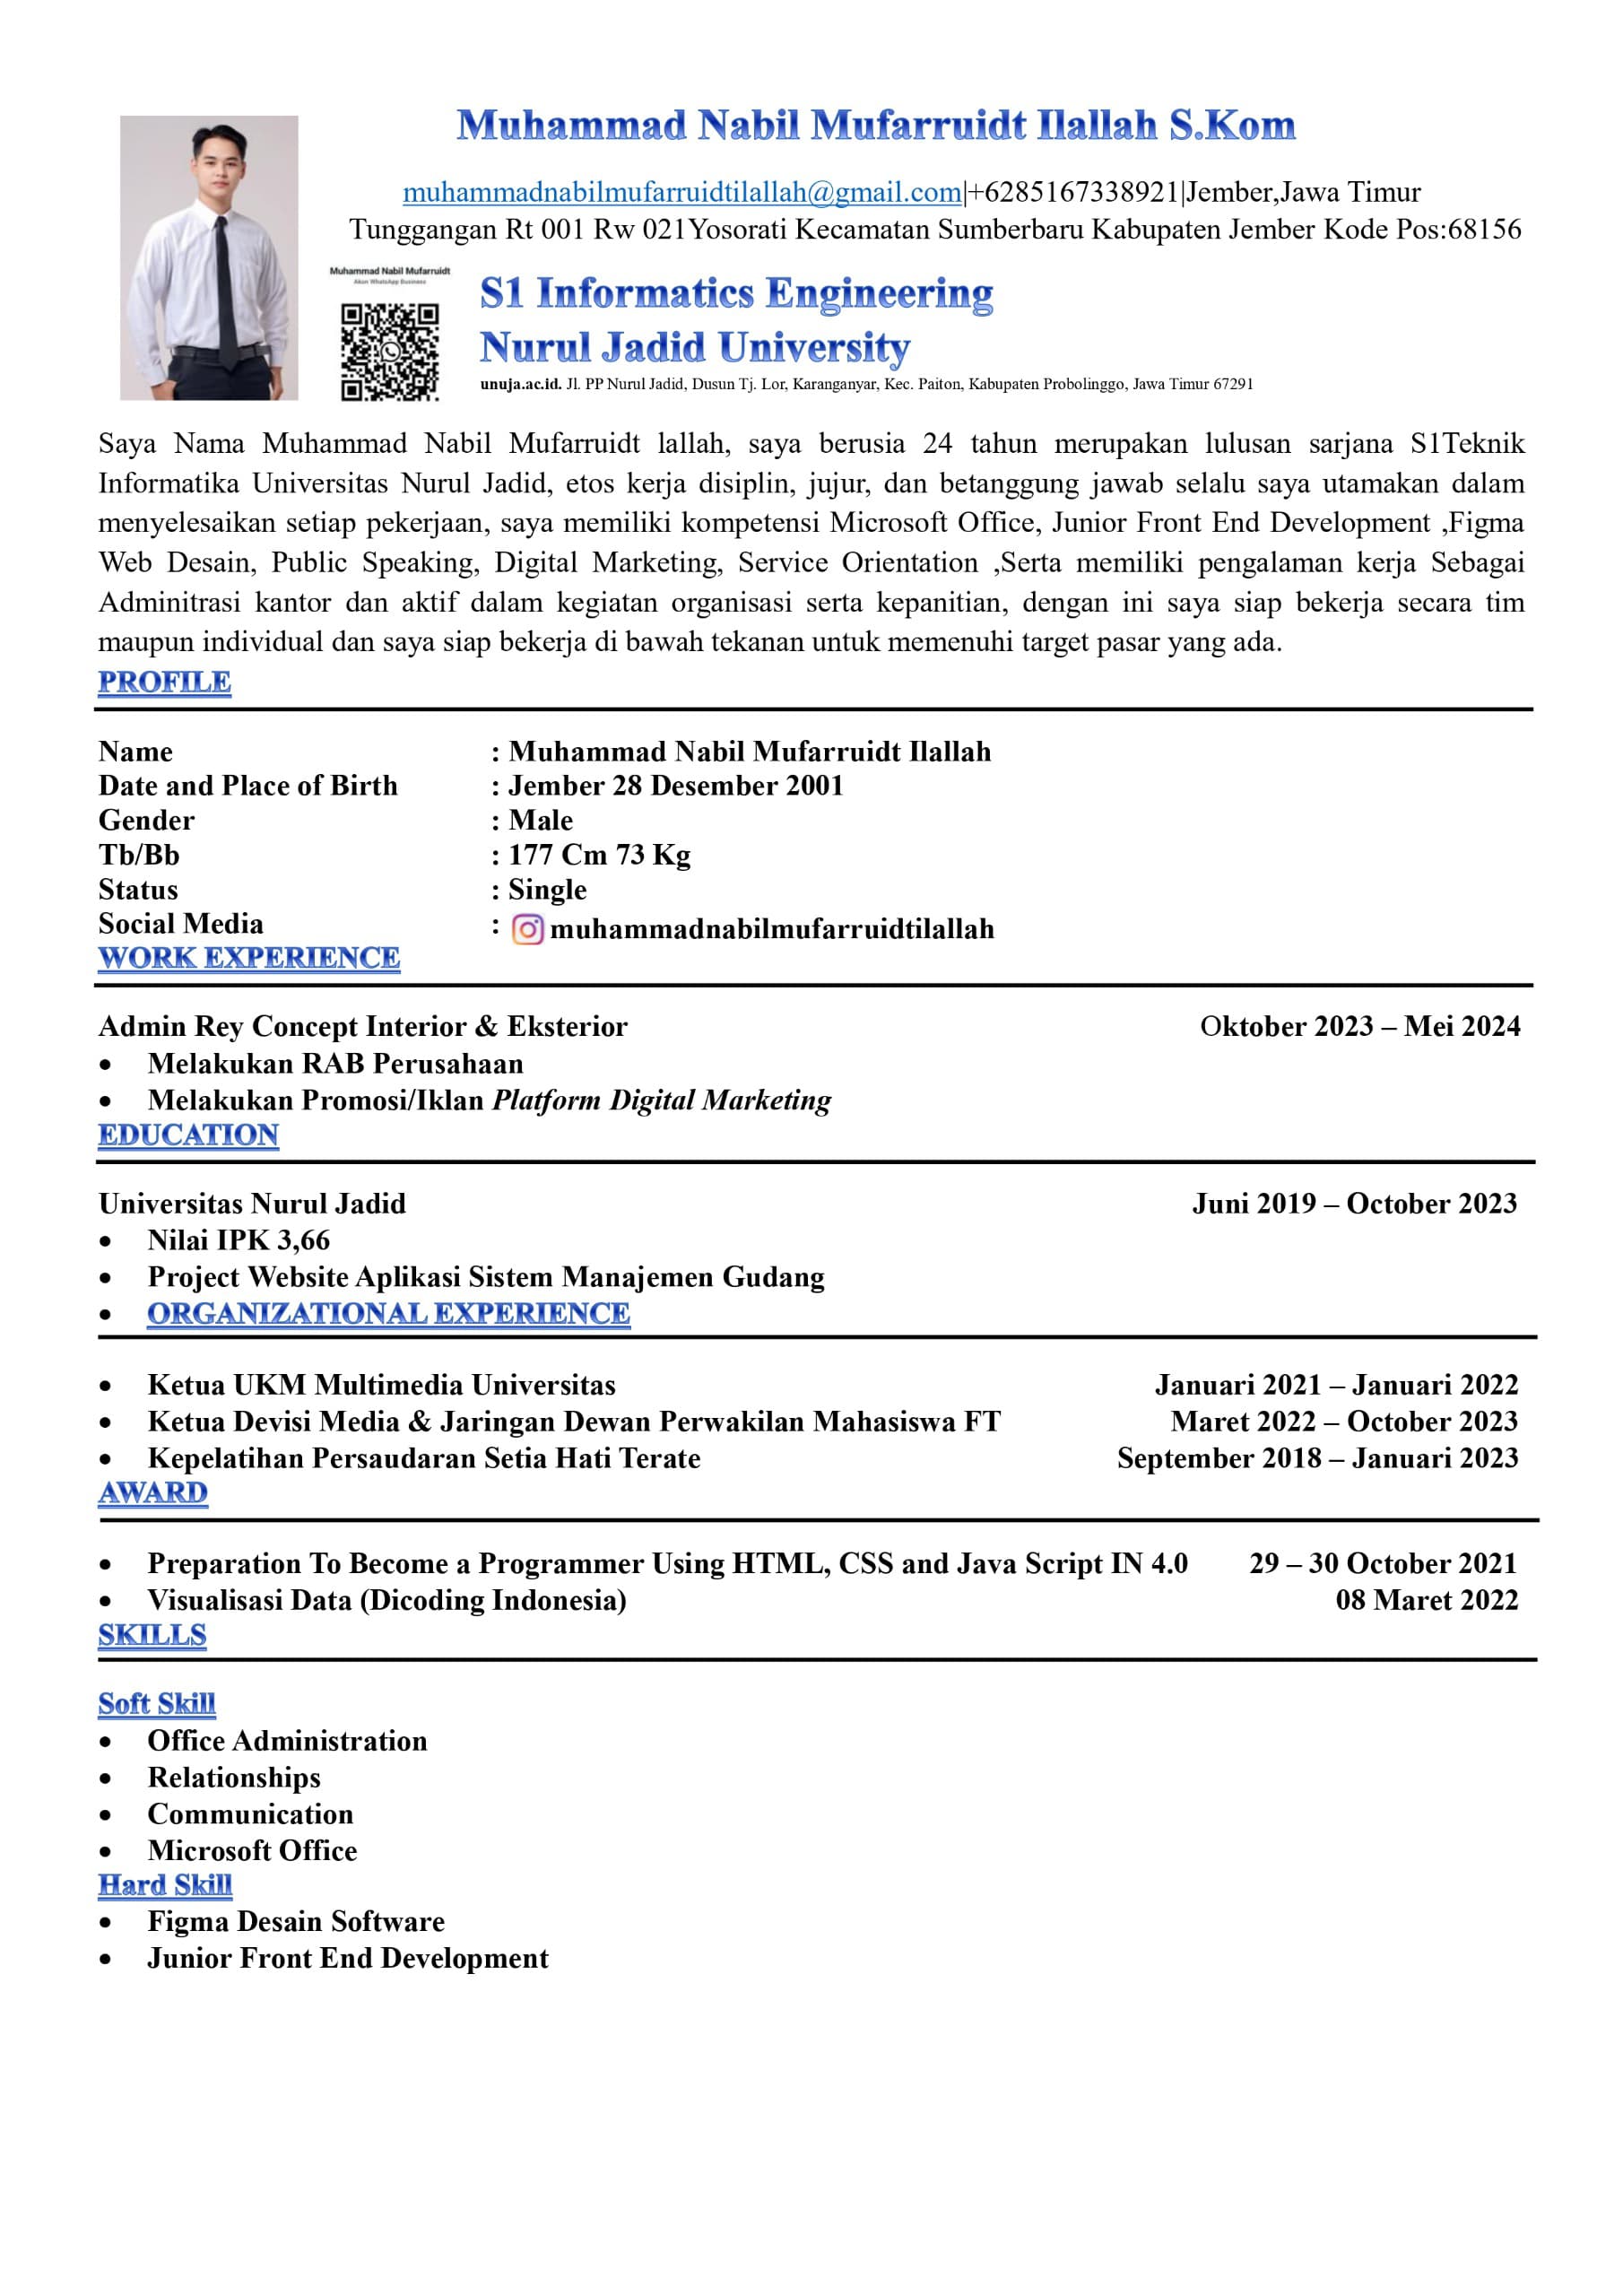 Muhammad Nabil Mufarruidt Ilallah S.Kom
muhammadnabilmufarruidtilallah@gmail.com|+6285167338921|Jember,Jawa Timur
Tunggangan Rt 001 Rw 021Yosorati Kecamatan Sumberbaru Kabupaten Jember Kode Pos:68156
Muhammad Nabil Mufarruidt
Akun WhatsApp Business
S1 Informatics Engineering
Nurul Jadid University
unuja.ac.id. Jl. PP Nurul Jadid, Dusun Tj. Lor, Karanganyar, Kec. Paiton, Kabupaten Probolinggo, Jawa Timur 67291
Saya Nama Muhammad Nabil Mufarruidt lallah, saya berusia 24 tahun merupakan lulusan sarjana S1Teknik
Informatika Universitas Nurul Jadid, etos kerja disiplin, jujur, dan betanggung jawab selalu saya utamakan dalam
menyelesaikan setiap pekerjaan, saya memiliki kompetensi Microsoft Office, Junior Front End Development ,Figma
Web Desain, Public Speaking, Digital Marketing, Service Orientation ,Serta memiliki pengalaman kerja Sebagai
Adminitrasi kantor dan aktif dalam kegiatan organisasi serta kepanitian, dengan ini saya siap bekerja secara tim
maupun individual dan saya siap bekerja di bawah tekanan untuk memenuhi target pasar yang ada.
PROFILE
Name : Muhammad Nabil Mufarruidt Ilallah
Date and Place of Birth : Jember 28 Desember 2001
Gender : Male
Tb/Bb : 177 Cm 73 Kg
Status : Single
Social Media : muhammadnabilmufarruidtilallah
WORK EXPERIENCE
Admin Rey Concept Interior & Eksterior Oktober 2023 – Mei 2024
• Melakukan RAB Perusahaan
• Melakukan Promosi/Iklan Platform Digital Marketing
EDUCATION
Universitas Nurul Jadid Juni 2019 – October 2023
• Nilai IPK 3,66
• Project Website Aplikasi Sistem Manajemen Gudang
• ORGANIZATIONAL EXPERIENCE
• Ketua UKM Multimedia Universitas Januari 2021 – Januari 2022
• Ketua Devisi Media & Jaringan Dewan Perwakilan Mahasiswa FT Maret 2022 – October 2023
• Kepelatihan Persaudaran Setia Hati Terate September 2018 – Januari 2023
AWARD
• Preparation To Become a Programmer Using HTML, CSS and Java Script IN 4.0 29 – 30 October 2021
• Visualisasi Data (Dicoding Indonesia) 08 Maret 2022
SKILLS
Soft Skill
• Office Administration
• Relationships
• Communication
• Microsoft Office
Hard Skill
• Figma Desain Software
• Junior Front End Development